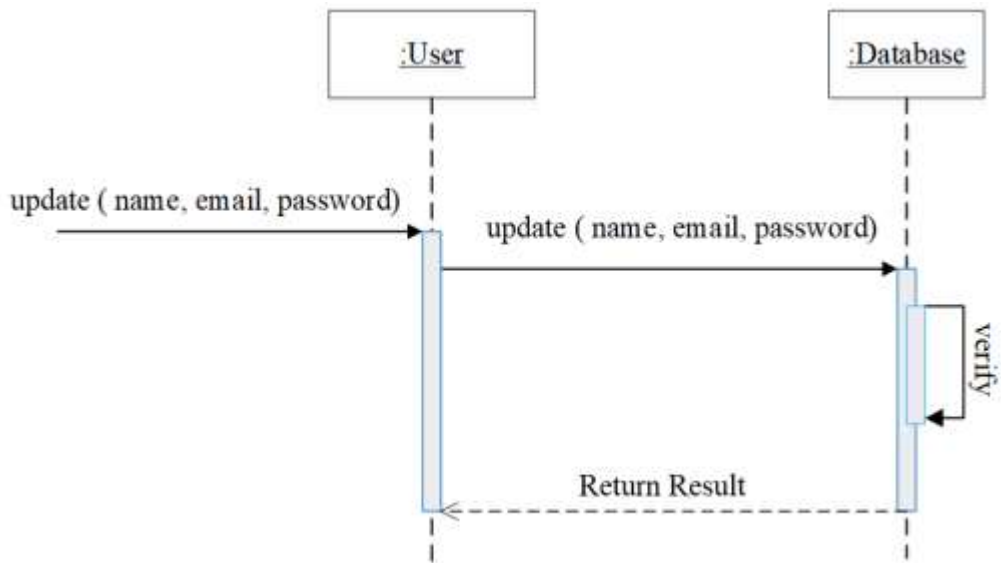 :User
:Database
update ( name, email, password)
update ( name, email, password)
verify
Return Result